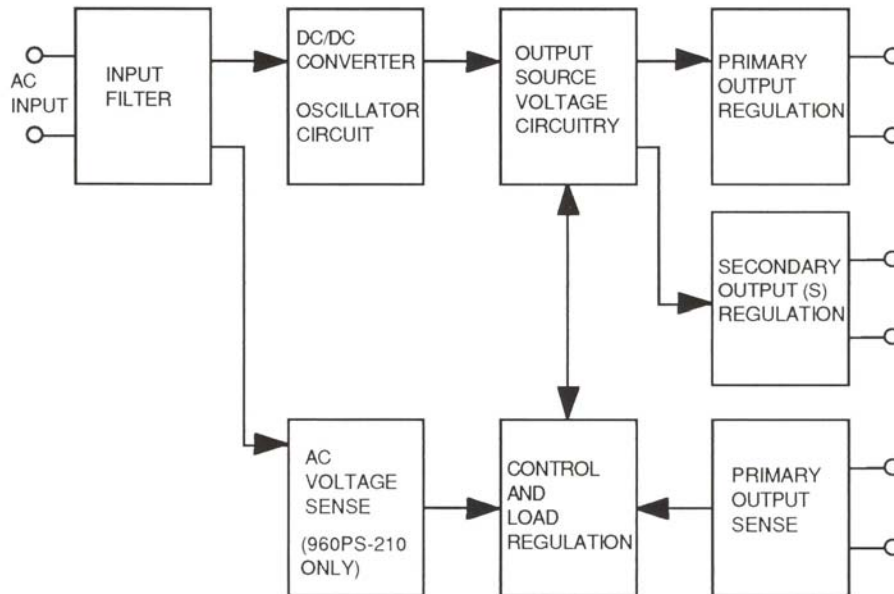 AC
INPUT
INPUT
FILTER
DC/DC
CONVERTER
OSCILLATOR
CIRCUIT
OUTPUT
SOURCE
VOLTAGE
CIRCUITRY
PRIMARY
OUTPUT
REGULATION
SECONDARY
OUTPUT (S)
REGULATION
AC
VOLTAGE
SENSE
(960PS-210
ONLY)
CONTROL
AND
LOAD
REGULATION
PRIMARY
OUTPUT
SENSE